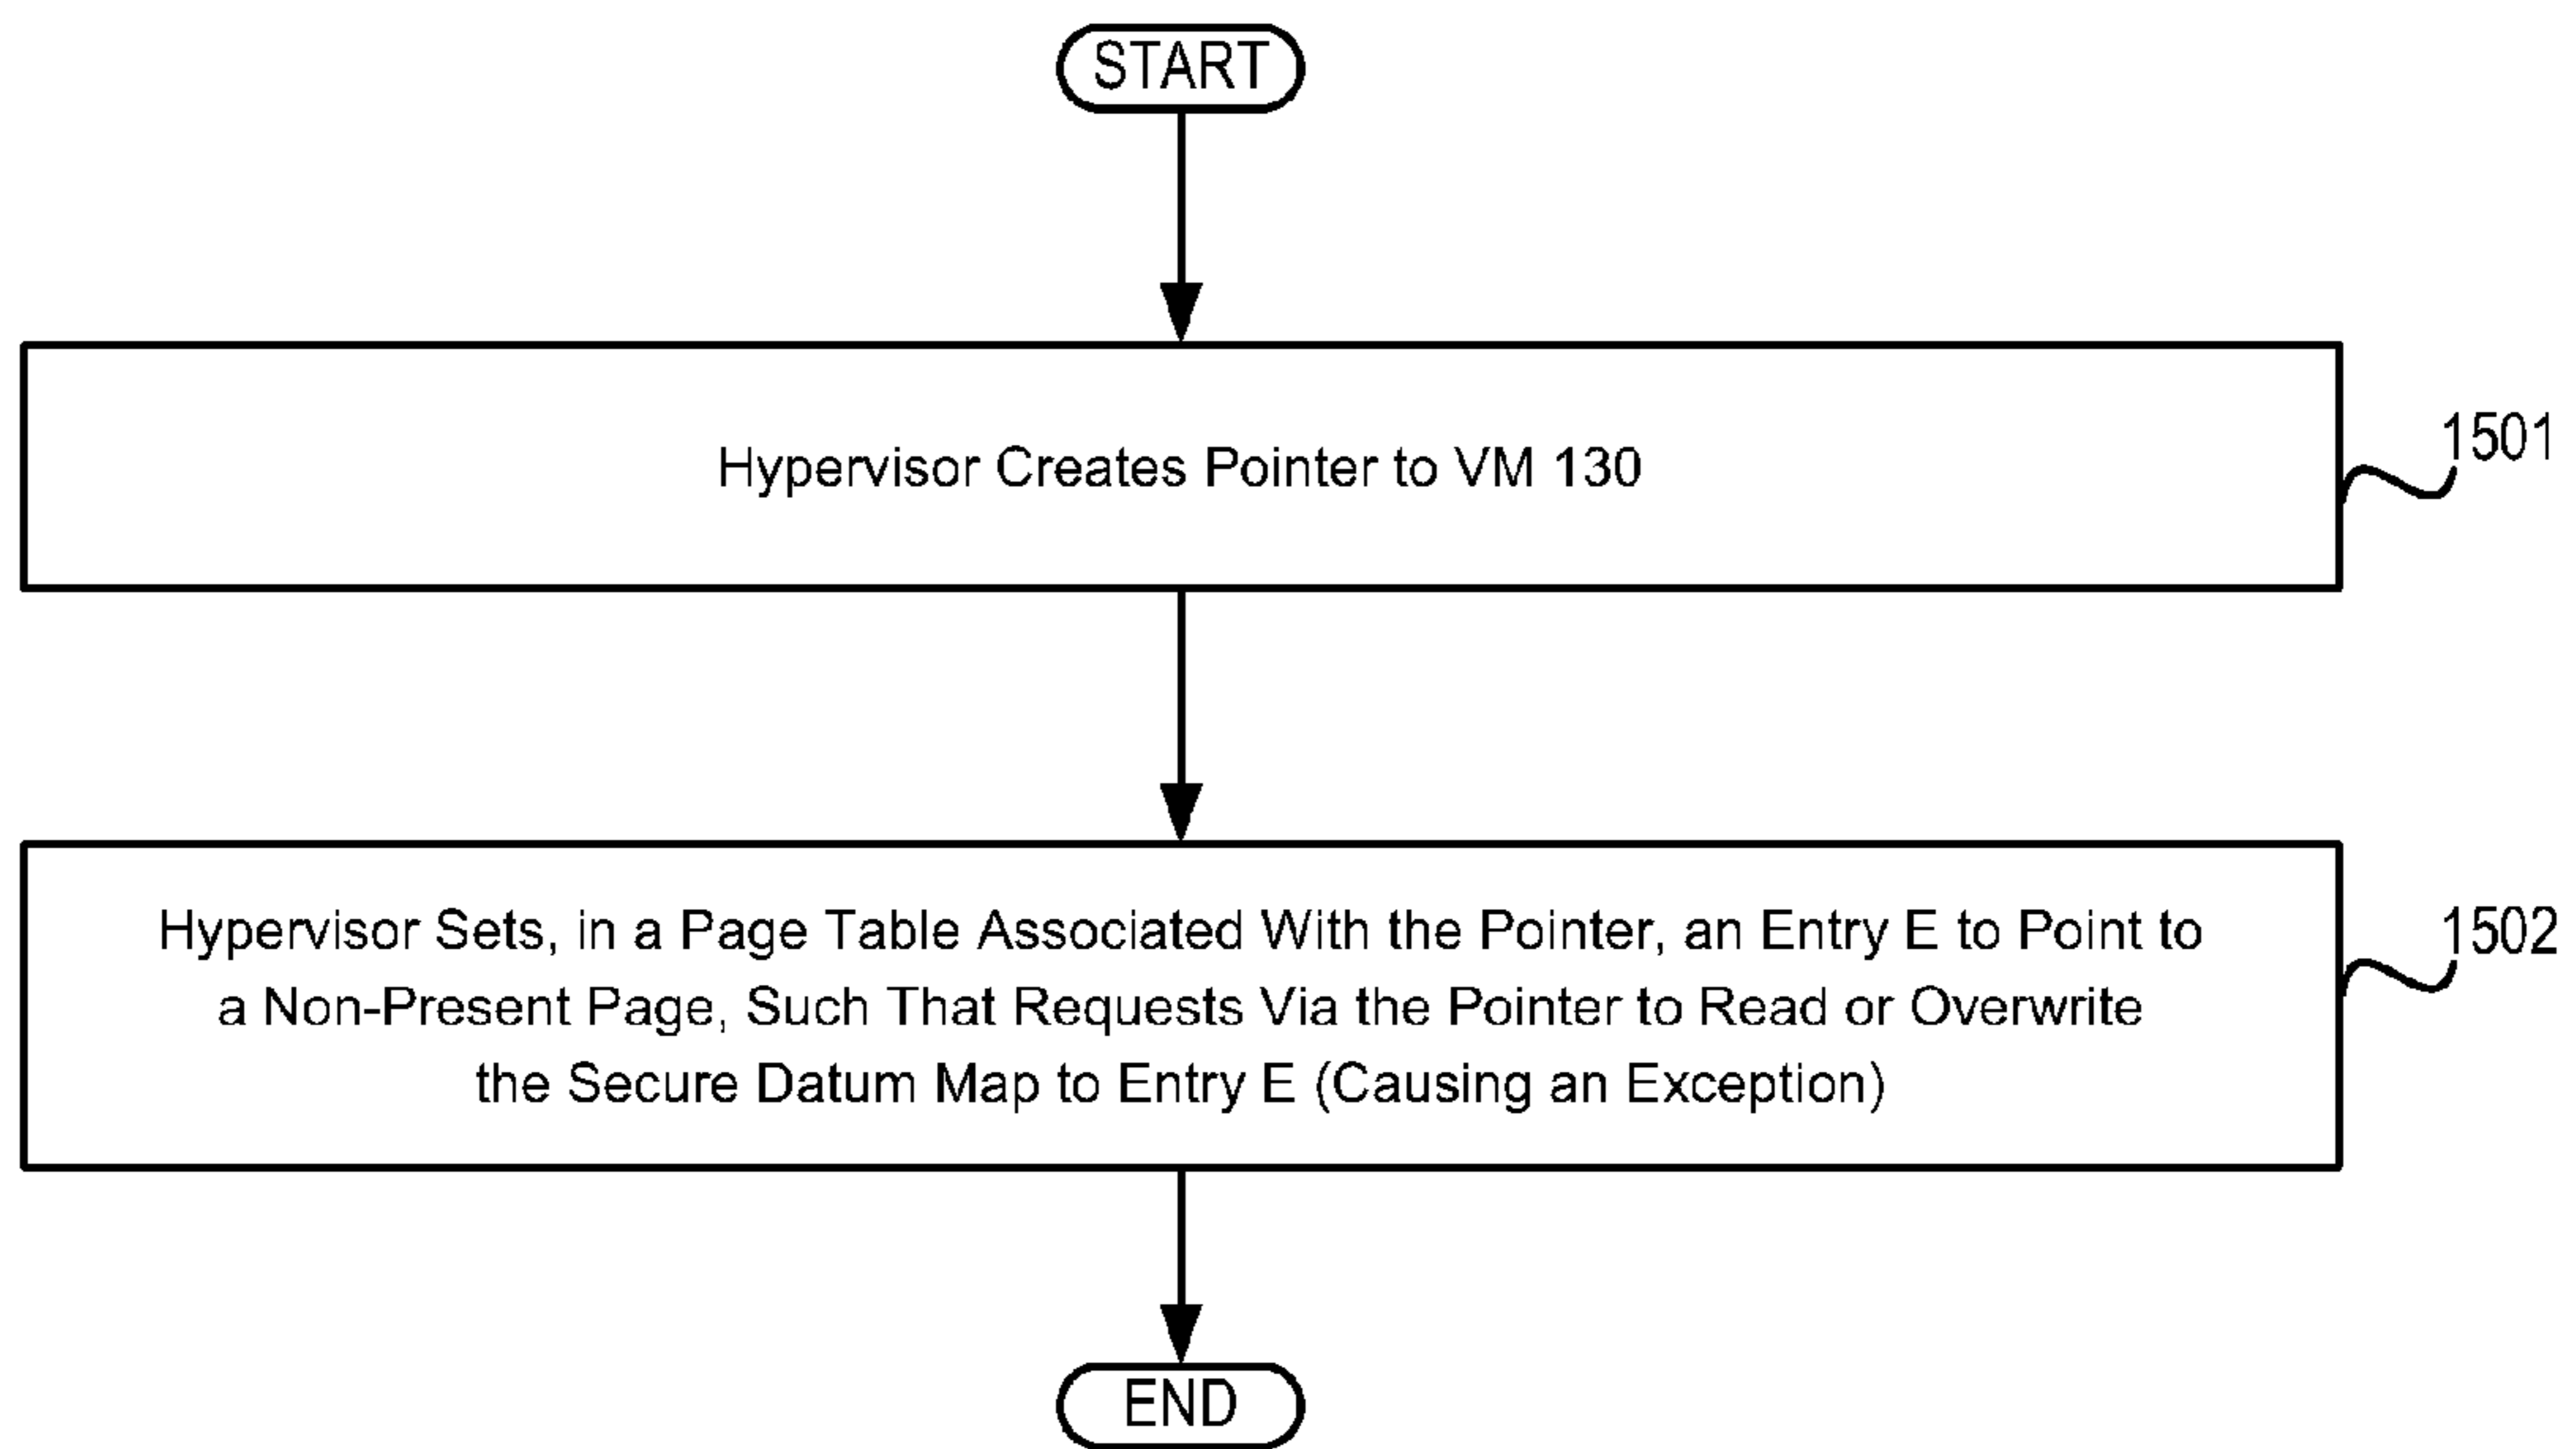 START
Hypervisor Creates Pointer to VM 130
1501
Hypervisor Sets, in a Page Table Associated With the Pointer, an Entry E to Point to
a Non-Present Page, Such That Requests Via the Pointer to Read or Overwrite
the Secure Datum Map to Entry E (Causing an Exception)
1502
END